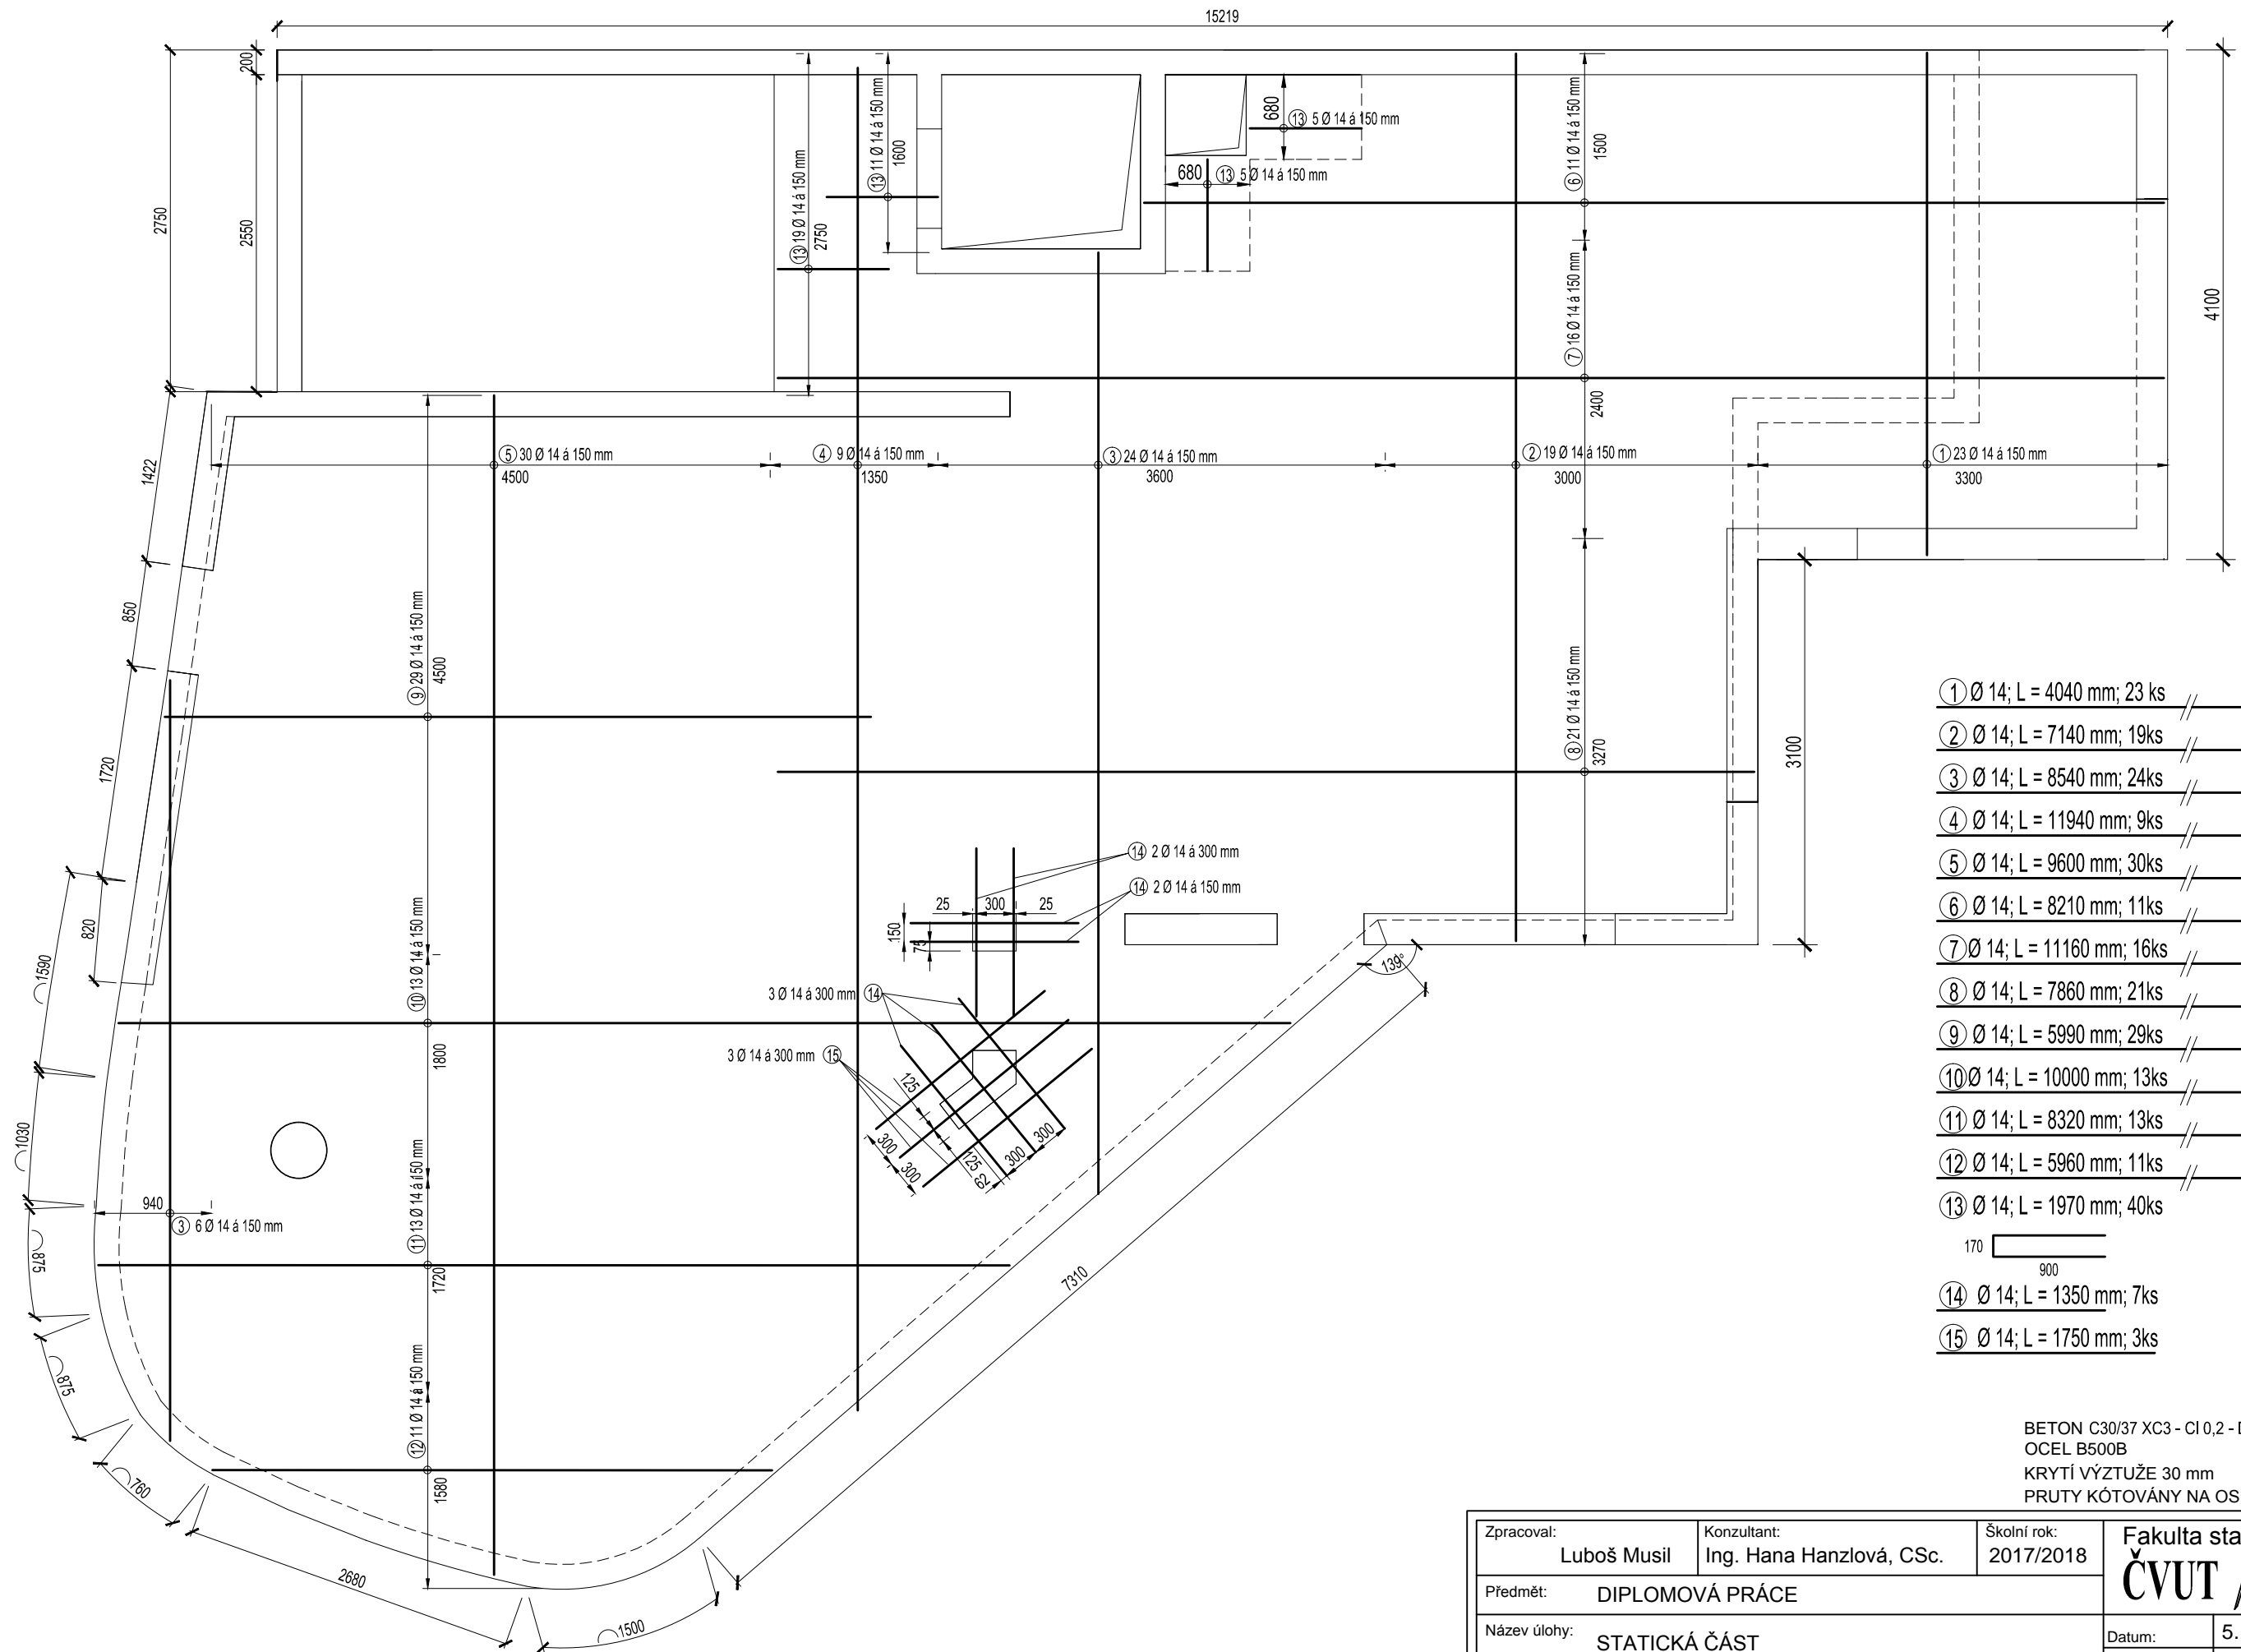 15219
200
2750
2550
⑬ 19 Ø 14 á 150 mm
2750
⑬ 11 Ø 14 á 150 mm
1600
680
⑬ 5 Ø 14 á 150 mm
680
⑬ 5 Ø 14 á 150 mm
⑥ 11 Ø 14 á 150 mm
1500
⑦ 16 Ø 14 á 150 mm
2400
4100
⑤ 30 Ø 14 á 150 mm
4500
④ 9 Ø 14 á 150 mm
1350
③ 24 Ø 14 á 150 mm
3600
② 19 Ø 14 á 150 mm
3000
① 23 Ø 14 á 150 mm
3300
1422
850
1720
820
1590
1030
875
875
760
2680
1500
7310
139°
3100
⑨ 29 Ø 14 á 150 mm
4500
⑧ 21 Ø 14 á 150 mm
3270
⑩ 13 Ø 14 á 150 mm
1800
⑪ 13 Ø 14 á 150 mm
1720
⑫ 11 Ø 14 á 150 mm
1580
940
③ 6 Ø 14 á 150 mm
⑭ 2 Ø 14 á 300 mm
⑭ 2 Ø 14 á 150 mm
25 300 25
150
75
3 Ø 14 á 300 mm ⑭
3 Ø 14 á 300 mm ⑮
125
300
300
125
62
300
300
① Ø 14; L = 4040 mm; 23 ks
② Ø 14; L = 7140 mm; 19ks
③ Ø 14; L = 8540 mm; 24ks
④ Ø 14; L = 11940 mm; 9ks
⑤ Ø 14; L = 9600 mm; 30ks
⑥ Ø 14; L = 8210 mm; 11ks
⑦ Ø 14; L = 11160 mm; 16ks
⑧ Ø 14; L = 7860 mm; 21ks
⑨ Ø 14; L = 5990 mm; 29ks
⑩ Ø 14; L = 10000 mm; 13ks
⑪ Ø 14; L = 8320 mm; 13ks
⑫ Ø 14; L = 5960 mm; 11ks
⑬ Ø 14; L = 1970 mm; 40ks
170
900
⑭ Ø 14; L = 1350 mm; 7ks
⑮ Ø 14; L = 1750 mm; 3ks
BETON C30/37 XC3 - Cl 0,2 -
OCEL B500B
KRYTÍ VÝZTUŽE 30 mm
PRUTY KÓTOVÁNY NA OS
Zpracoval:
Luboš Musil
Konzultant:
Ing. Hana Hanzlová, CSc.
Školní rok:
2017/2018
Fakulta sta
ČVUT
Předmět: DIPLOMOVÁ PRÁCE
Název úlohy: STATICKÁ ČÁST
Datum: 5.